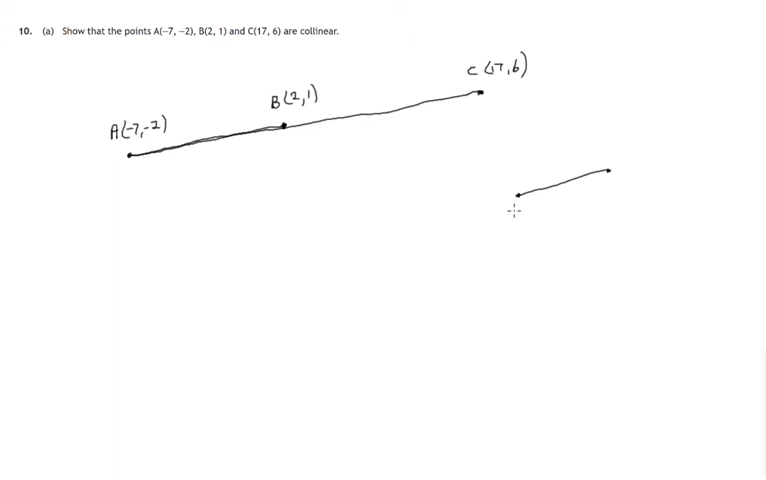 10. (a) Show that the points A(−7, −2), B(2, 1) and C(17, 6) are collinear.
C (17, 6)
B (2, 1)
A (-7, -2)